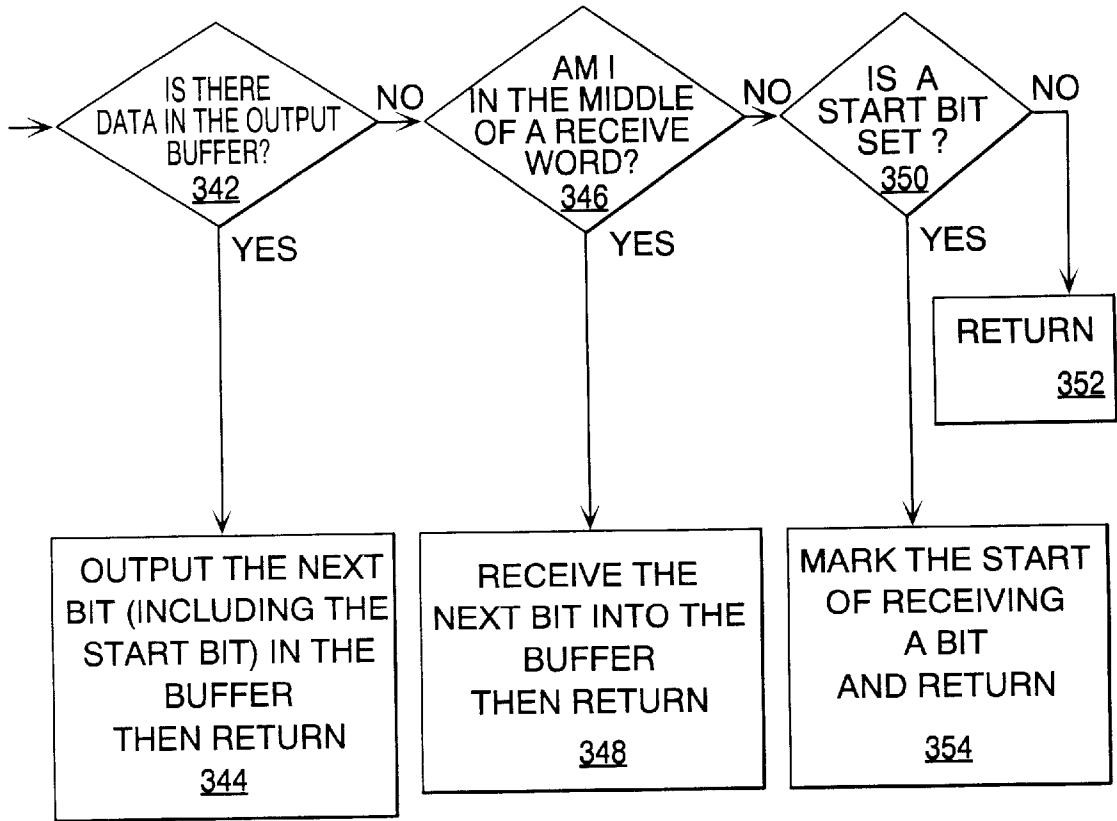 IS THERE
DATA IN THE OUTPUT
BUFFER?
342
NO
YES
AM I
IN THE MIDDLE
OF A RECEIVE
WORD?
346
NO
YES
IS A
START BIT
SET ?
350
NO
YES
RETURN
352
OUTPUT THE NEXT
BIT (INCLUDING THE
START BIT) IN THE
BUFFER
THEN RETURN
344
RECEIVE THE
NEXT BIT INTO THE
BUFFER
THEN RETURN
348
MARK THE START
OF RECEIVING
A BIT
AND RETURN
354